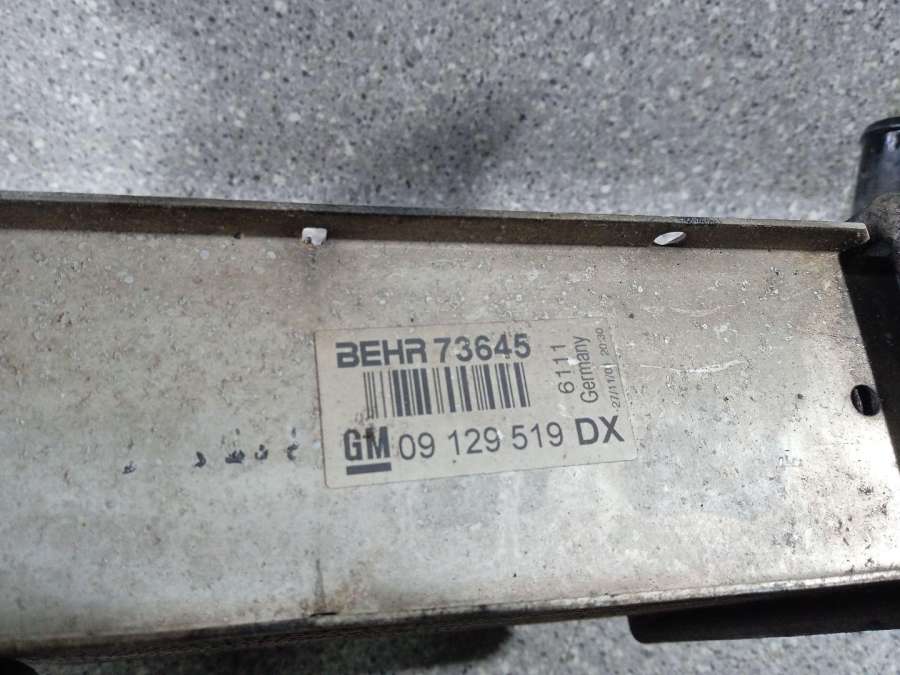 BEHR 73645
6111
Germany
27/11/01 20:30
GM 09 129 519 DX